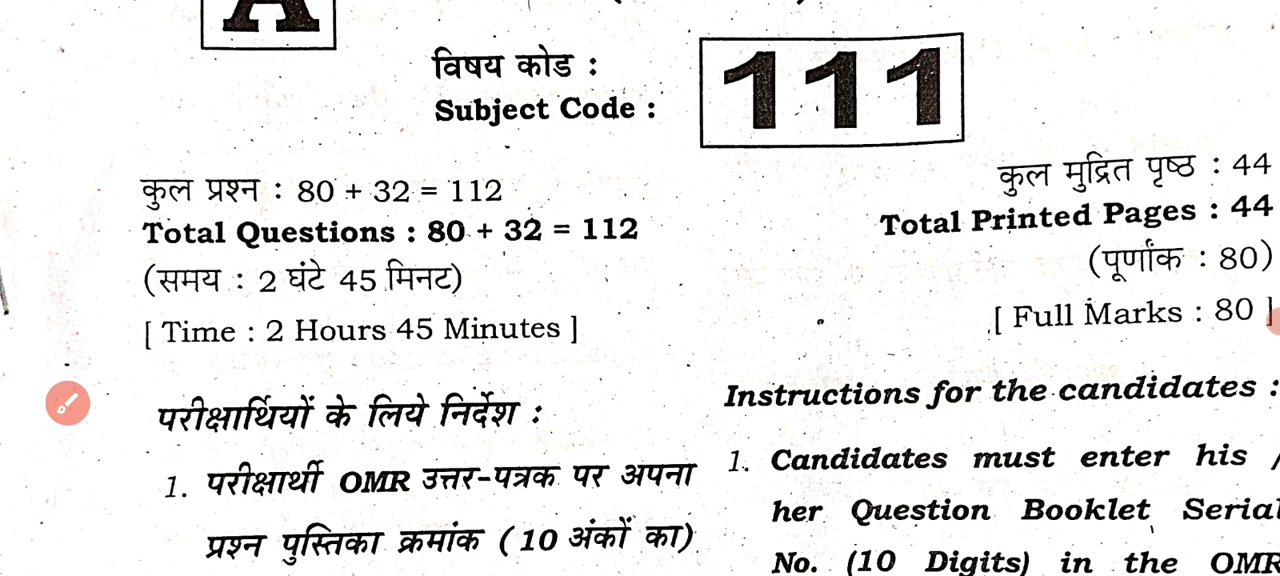 A
विषय कोड :
Subject Code :
111
कुल प्रश्न : 80 + 32 = 112
Total Questions : 80 + 32 = 112
(समय : 2 घंटे 45 मिनट)
[ Time : 2 Hours 45 Minutes ]
कुल मुद्रित पृष्ठ : 44
Total Printed Pages : 44
(पूर्णांक : 80)
[ Full Marks : 80 ]
परीक्षार्थियों के लिये निर्देश :
1. परीक्षार्थी OMR उत्तर-पत्रक पर अपना
प्रश्न पुस्तिका क्रमांक (10 अंकों का)
Instructions for the candidates :
1. Candidates must enter his /
her Question Booklet Serial
No. (10 Digits) in the OMR